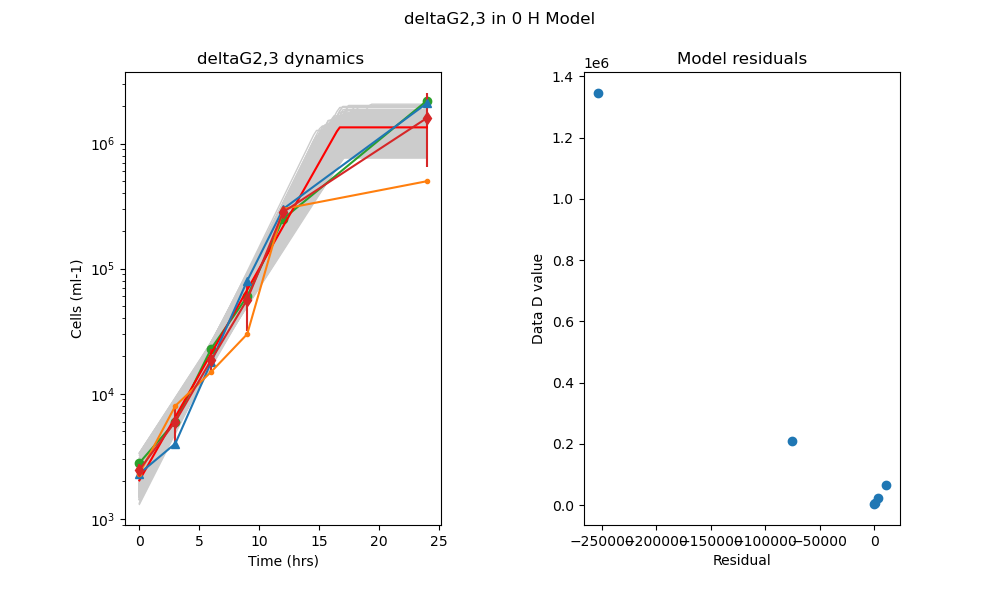 deltaG2,3 in 0 H Model
deltaG2,3 dynamics
Model residuals
1e6
Cells (ml-1)
10^6
10^5
10^4
10^3
0 5 10 15 20 25
Time (hrs)
Data D value
1.4
1.2
1.0
0.8
0.6
0.4
0.2
0.0
−250000 −200000 −150000 −100000 −50000 0
Residual